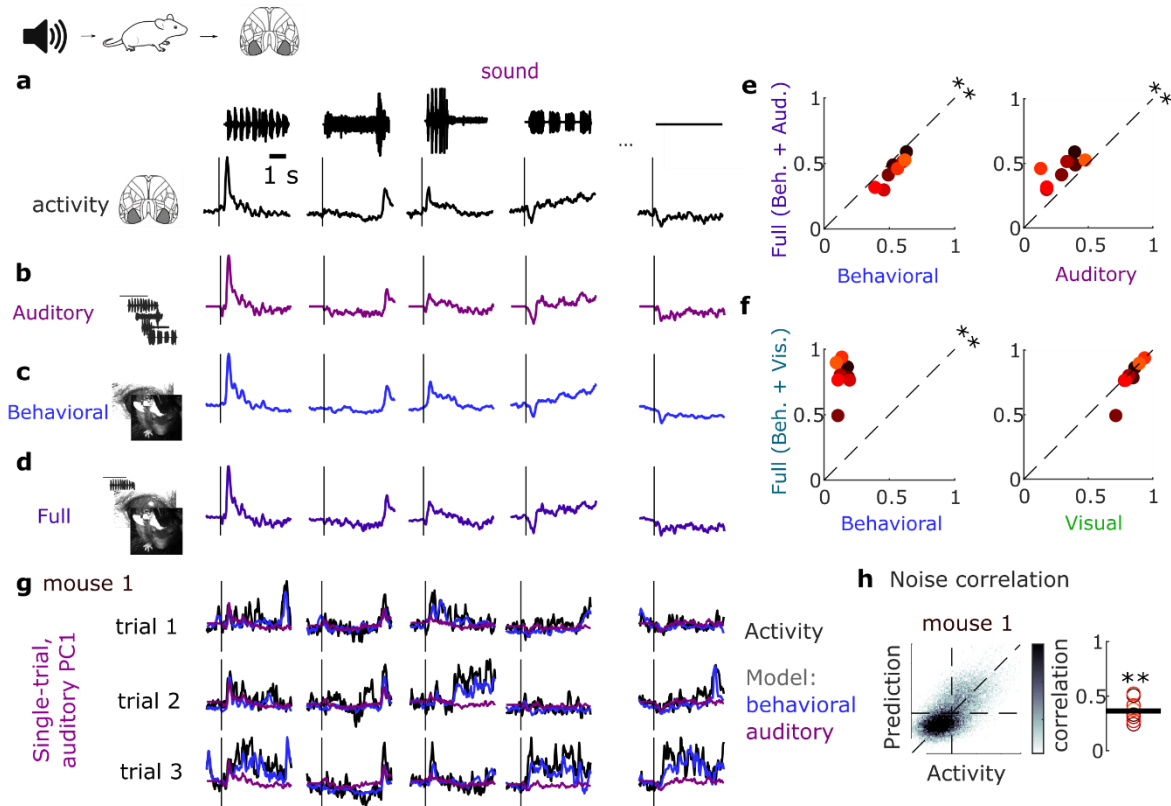 a
sound
...
1 s
activity
b
Auditory
c
Behavioral
d
Full
e
Full (Beh. + Aud.)
1
0.5
0
0
0.5
1
Behavioral
**
1
0.5
0
0
0.5
1
Auditory
**
f
Full (Beh. + Vis.)
1
0.5
0
0
0.5
1
Behavioral
**
1
0.5
0
0
0.5
1
Visual
g mouse 1
Single-trial,
auditory PC1
trial 1
trial 2
trial 3
Activity
Model:
behavioral
auditory
h Noise correlation
mouse 1
Prediction
Activity
correlation
1
0.5
0
**